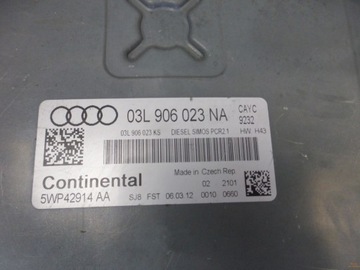 03L 906 023 NA
CAYC
9232
03L 906 023 KS DIESEL SIMOS PCR2.1 HW H43
Made in Czech Rep
Continental 02 2101
5WP42914 AA SJ8 FST 06.03.12 0010 0660